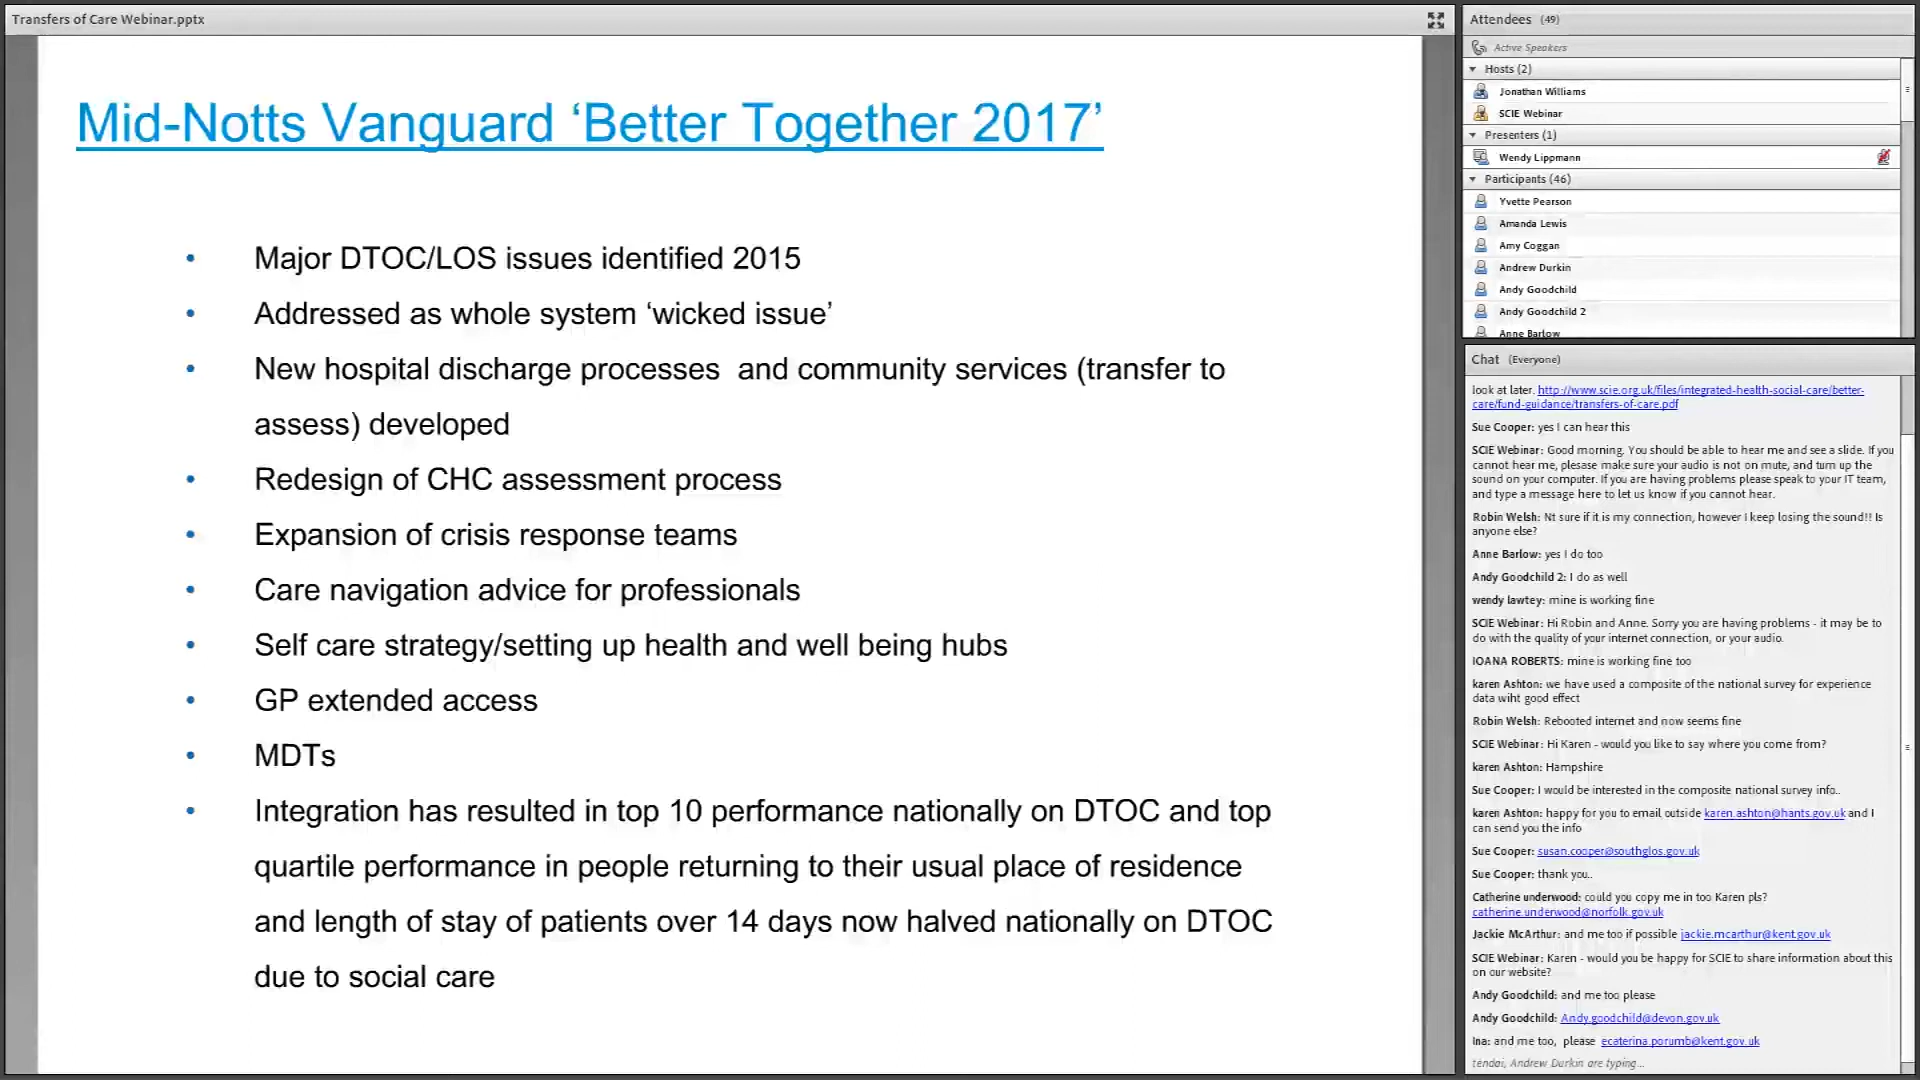 Transfers of Care Webinar.pptx
Mid-Notts Vanguard ‘Better Together 2017’
• Major DTOC/LOS issues identified 2015
• Addressed as whole system ‘wicked issue’
• New hospital discharge processes and community services (transfer to
assess) developed
• Redesign of CHC assessment process
• Expansion of crisis response teams
• Care navigation advice for professionals
• Self care strategy/setting up health and well being hubs
• GP extended access
• MDTs
• Integration has resulted in top 10 performance nationally on DTOC and top
quartile performance in people returning to their usual place of residence
and length of stay of patients over 14 days now halved nationally on DTOC
due to social care
Attendees (49)
Active Speakers
Hosts (2)
Jonathan Williams
SCIE Webinar
Presenters (1)
Wendy Lippmann
Participants (46)
Yvette Pearson
Amanda Lewis
Amy Coggan
Andrew Durkin
Andy Goodchild
Andy Goodchild 2
Anne Barlow
Chat (Everyone)
look at later. http://www.scie.org.uk/files/integrated-health-social-care/better-
care/fund-guidance/transfers-of-care.pdf
Sue Cooper: yes I can hear this
SCIE Webinar: Good morning. You should be able to hear me and see a slide. If you
cannot hear me, plesase make sure your audio is not on mute, and turn up the
sound on your computer. If you are having problems please speak to your IT team,
and type a message here to let us know if you cannot hear.
Robin Welsh: Nt sure if it is my connection, however I keep losing the sound!! Is
anyone else?
Anne Barlow: yes I do too
Andy Goodchild 2: I do as well
wendy lawtey: mine is working fine
SCIE Webinar: Hi Robin and Anne. Sorry you are having problems - it may be to
do with the quality of your internet connection, or your audio.
IOANA ROBERTS: mine is working fine too
karen Ashton: we have used a composite of the national survey for experience
data wiht good effect
Robin Welsh: Rebooted internet and now seems fine
SCIE Webinar: Hi Karen - would you like to say where you come from?
karen Ashton: Hampshire
Sue Cooper: I would be interested in the composite national survey info..
karen Ashton: happy for you to email outside karen.ashton@hants.gov.uk and I
can send you the info
Sue Cooper: susan.cooper@southglos.gov.uk
Sue Cooper: thank you..
Catherine underwood: could you copy me in too Karen pls?
catherine.underwood@norfolk.gov.uk
Jackie McArthur: and me too if possible jackie.mcarthur@kent.gov.uk
SCIE Webinar: Karen - would you be happy for SCIE to share information about this
on our website?
Andy Goodchild: and me too please
Andy Goodchild: Andy.goodchild@devon.gov.uk
Ina: and me too, please ecaterina.porumb@kent.gov.uk
tendai, Andrew Durkin are typing...